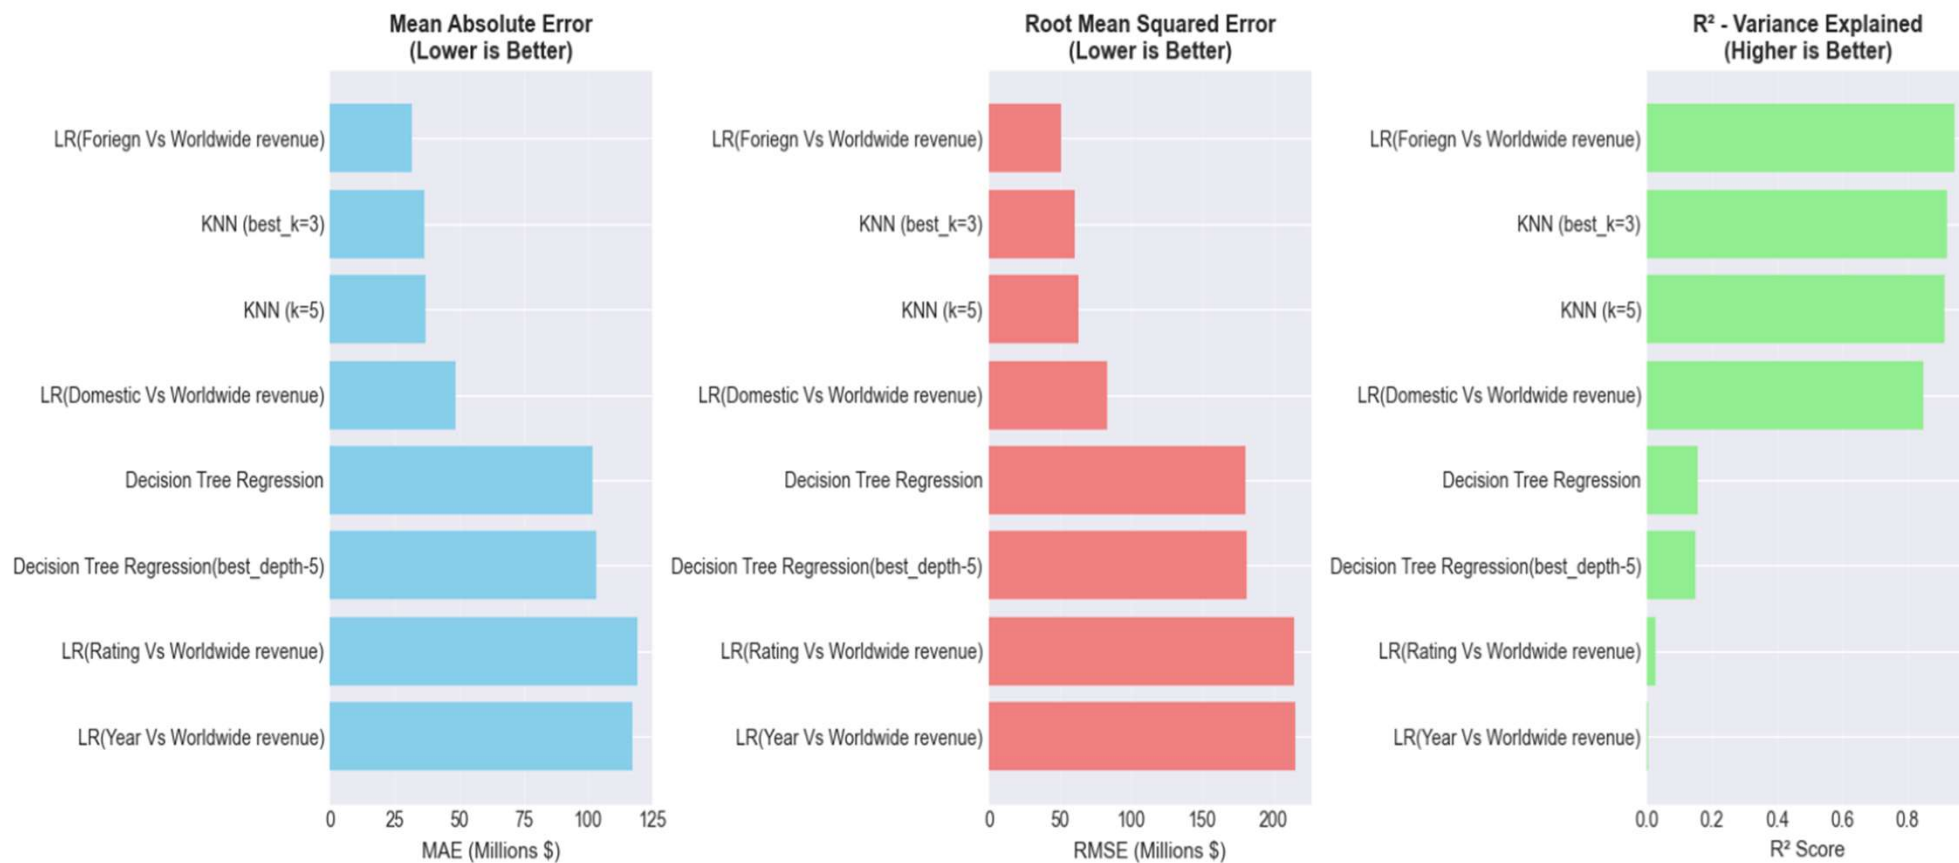 Mean Absolute Error
(Lower is Better)
LR(Foriegn Vs Worldwide revenue)
KNN (best_k=3)
KNN (k=5)
LR(Domestic Vs Worldwide revenue)
Decision Tree Regression
Decision Tree Regression(best_depth-5)
LR(Rating Vs Worldwide revenue)
LR(Year Vs Worldwide revenue)
0 25 50 75 100 125
MAE (Millions $)
Root Mean Squared Error
(Lower is Better)
LR(Foriegn Vs Worldwide revenue)
KNN (best_k=3)
KNN (k=5)
LR(Domestic Vs Worldwide revenue)
Decision Tree Regression
Decision Tree Regression(best_depth-5)
LR(Rating Vs Worldwide revenue)
LR(Year Vs Worldwide revenue)
0 50 100 150 200
RMSE (Millions $)
R² - Variance Explained
(Higher is Better)
LR(Foriegn Vs Worldwide revenue)
KNN (best_k=3)
KNN (k=5)
LR(Domestic Vs Worldwide revenue)
Decision Tree Regression
Decision Tree Regression(best_depth-5)
LR(Rating Vs Worldwide revenue)
LR(Year Vs Worldwide revenue)
0.0 0.2 0.4 0.6 0.8
R² Score